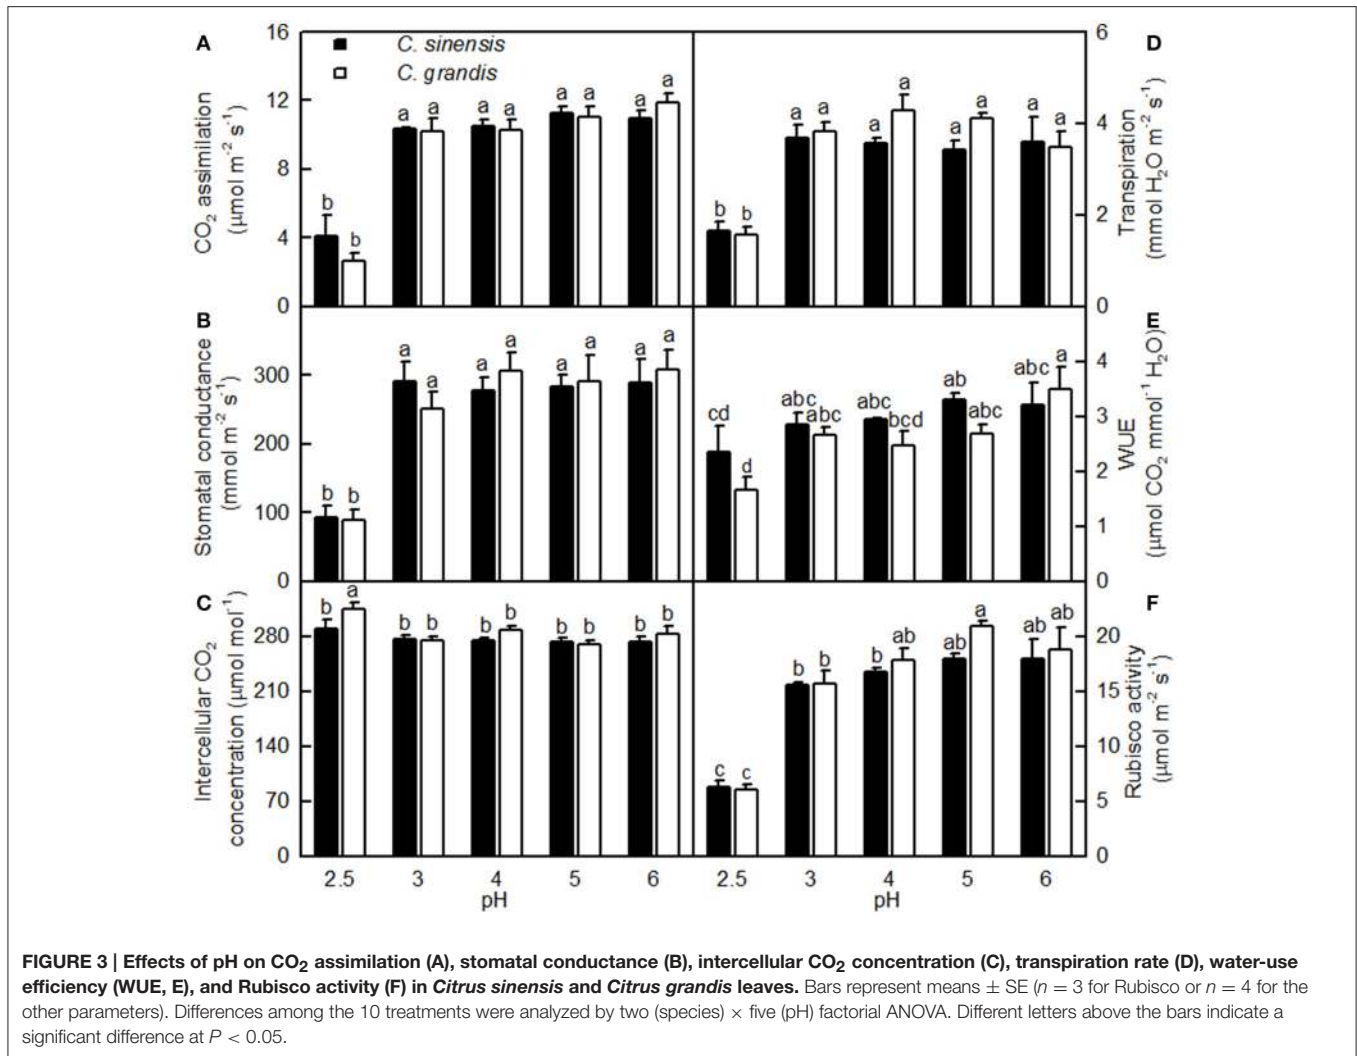 A
16
12
8
4
0
CO2 assimilation
(µmol m-2 s-1)
C. sinensis
C. grandis
b
b
a
a
a
a
a
a
a
a
D
6
4
2
0
Transpiration
(mmol H2O m-2 s-1)
b
b
a
a
a
a
a
a
a
a
B
300
200
100
0
Stomatal conductance
(mmol m-2 s-1)
b
b
a
a
a
a
a
a
a
a
E
4
3
2
1
0
WUE
(µmol CO2 mmol-1 H2O)
cd
d
abc
abc
abc
bcd
ab
abc
abc
a
C
280
210
140
70
0
Intercellular CO2
concentration (µmol mol-1)
b
a
b
b
b
b
b
b
b
b
F
20
15
10
5
0
Rubisco activity
(µmol m-2 s-1)
c
c
b
b
b
ab
ab
a
ab
ab
2.5 3 4 5 6
pH
2.5 3 4 5 6
pH
FIGURE 3 | Effects of pH on CO2 assimilation (A), stomatal conductance (B), intercellular CO2 concentration (C), transpiration rate (D), water-use
efficiency (WUE, E), and Rubisco activity (F) in Citrus sinensis and Citrus grandis leaves. Bars represent means ± SE (n = 3 for Rubisco or n = 4 for the
other parameters). Differences among the 10 treatments were analyzed by two (species) × five (pH) factorial ANOVA. Different letters above the bars indicate a
significant difference at P < 0.05.